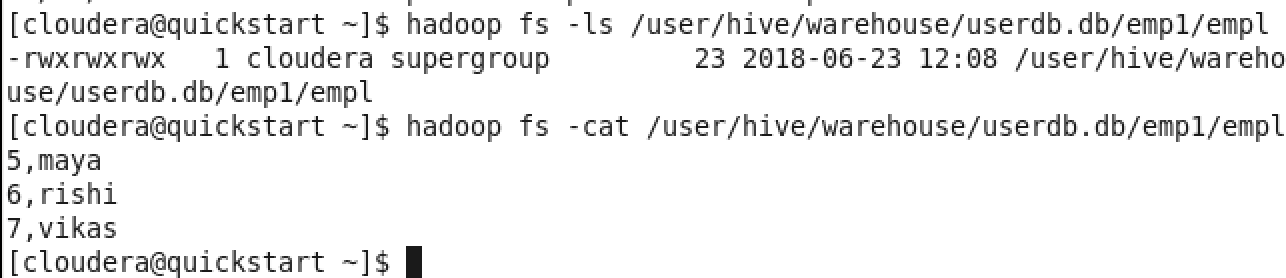 [cloudera@quickstart ~]$ hadoop fs -ls /user/hive/warehouse/userdb.db/emp1/empl
-rwxrwxrwx   1 cloudera supergroup         23 2018-06-23 12:08 /user/hive/wareho
use/userdb.db/emp1/empl
[cloudera@quickstart ~]$ hadoop fs -cat /user/hive/warehouse/userdb.db/emp1/empl
5,maya
6,rishi
7,vikas
[cloudera@quickstart ~]$